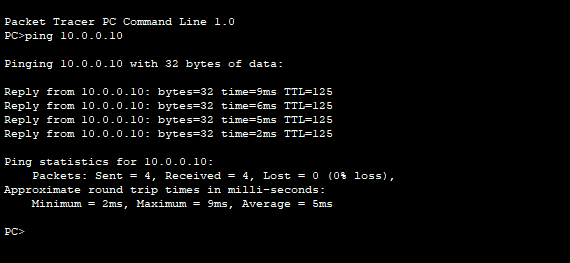 Packet Tracer PC Command Line 1.0
PC>ping 10.0.0.10
Pinging 10.0.0.10 with 32 bytes of data:
Reply from 10.0.0.10: bytes=32 time=9ms TTL=125
Reply from 10.0.0.10: bytes=32 time=6ms TTL=125
Reply from 10.0.0.10: bytes=32 time=5ms TTL=125
Reply from 10.0.0.10: bytes=32 time=2ms TTL=125
Ping statistics for 10.0.0.10:
    Packets: Sent = 4, Received = 4, Lost = 0 (0% loss),
Approximate round trip times in milli-seconds:
    Minimum = 2ms, Maximum = 9ms, Average = 5ms
PC>